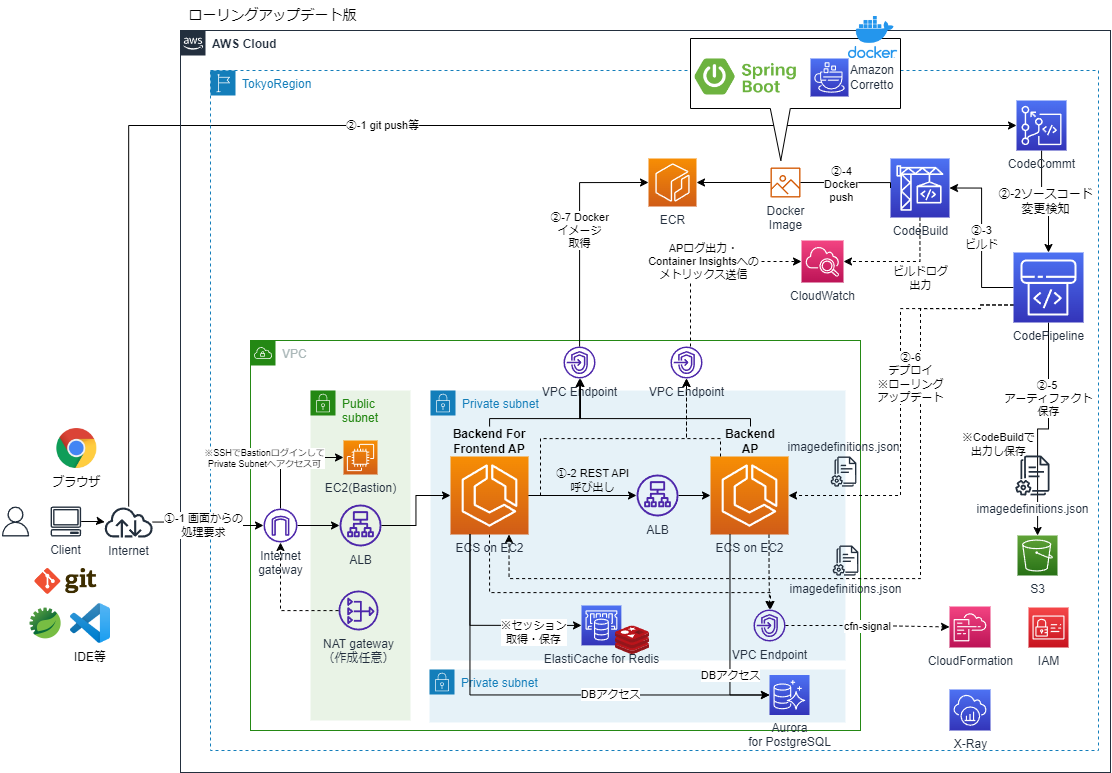 ローリングアップデート版
aws
AWS Cloud
TokyoRegion
docker
Spring
Boot
Amazon
Corretto
②-1 git push等
CodeCommt
②-2ソースコード
変更検知
②-4
Docker
push
ECR
Docker
Image
CodeBuild
②-3
ビルド
②-7 Docker
イメージ
取得
APログ出力・
Container Insightsへの
メトリックス送信
CloudWatch
ビルドログ
出力
CodePipeline
VPC
VPC Endpoint
VPC Endpoint
②-6
デプロイ
※ローリング
アップデート
②-5
アーティファクト
保存
Public
subnet
Private subnet
Backend For
Frontend AP
Backend
AP
imagedefinitions.json
※CodeBuildで
出力し保存
※SSHでBastionログインして
Private Subnetへアクセス可
EC2(Bastion)
①-2 REST API
呼び出し
ブラウザ
imagedefinitions.json
①-1 画面からの
処理要求
Client
Internet
Internet
gateway
ALB
ECS on EC2
ALB
ECS on EC2
imagedefinitions.json
S3
git
IDE等
NAT gateway
（作成任意）
※セッション
取得・保存
ElastiCache for Redis
VPC Endpoint
cfn-signal
CloudFormation
IAM
Private subnet
DBアクセス
DBアクセス
Aurora
for PostgreSQL
X-Ray